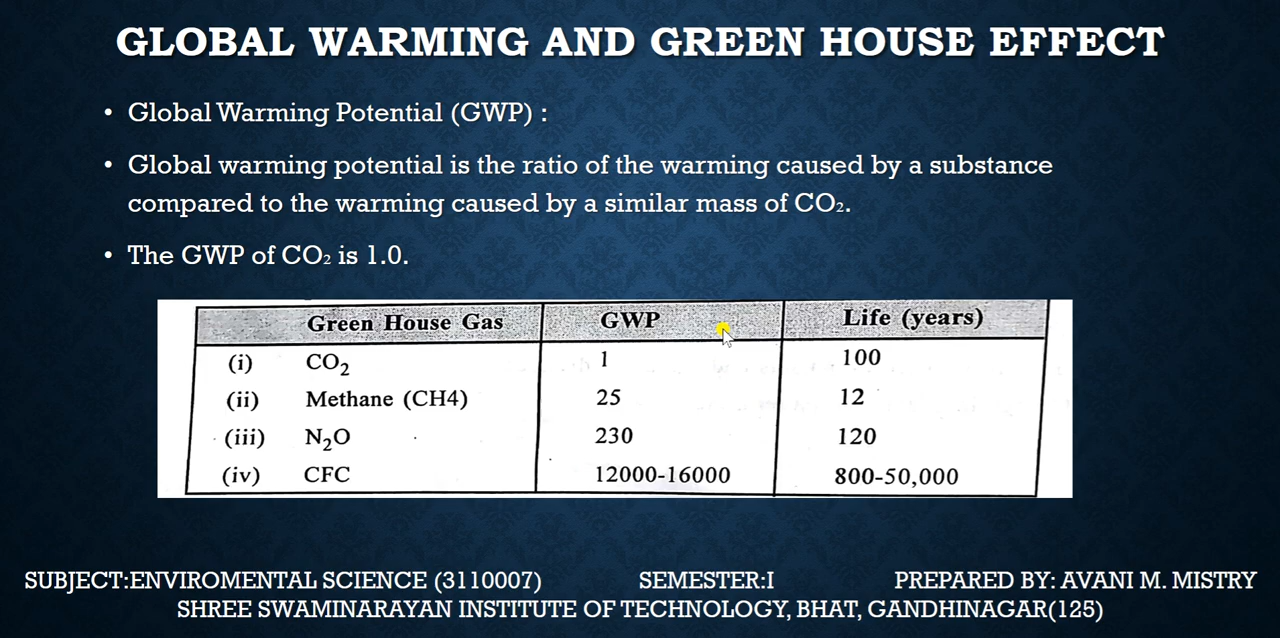 GLOBAL WARMING AND GREEN HOUSE EFFECT
• Global Warming Potential (GWP) :
• Global warming potential is the ratio of the warming caused by a substance
compared to the warming caused by a similar mass of CO₂.
• The GWP of CO₂ is 1.0.
Green House Gas GWP Life (years)
(i) CO₂ 1 100
(ii) Methane (CH4) 25 12
(iii) N₂O 230 120
(iv) CFC 12000-16000 800-50,000
SUBJECT:ENVIROMENTAL SCIENCE (3110007) SEMESTER:I PREPARED BY: AVANI M. MISTRY
SHREE SWAMINARAYAN INSTITUTE OF TECHNOLOGY, BHAT, GANDHINAGAR(125)